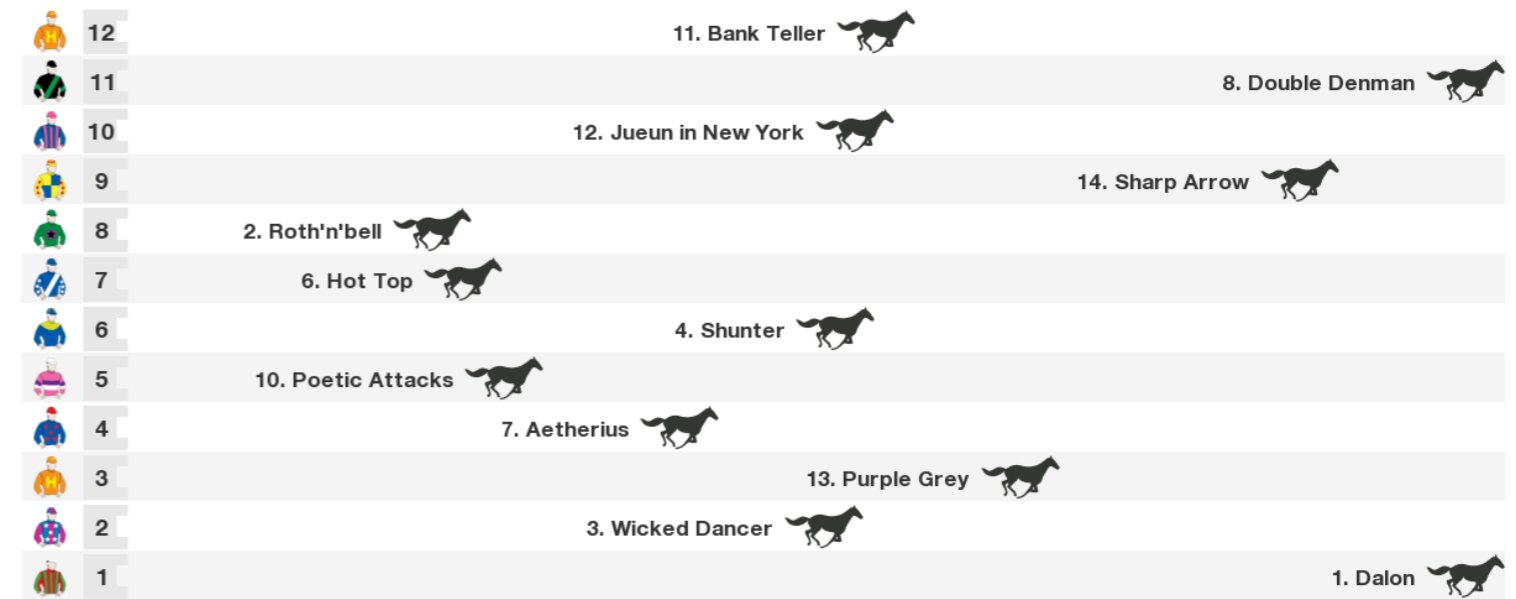 12 11. Bank Teller
11 8. Double Denman
10 12. Jueun in New York
9 14. Sharp Arrow
8 2. Roth'n'bell
7 6. Hot Top
6 4. Shunter
5 10. Poetic Attacks
4 7. Aetherius
H 3 13. Purple Grey
2 3. Wicked Dancer
1 1. Dalon